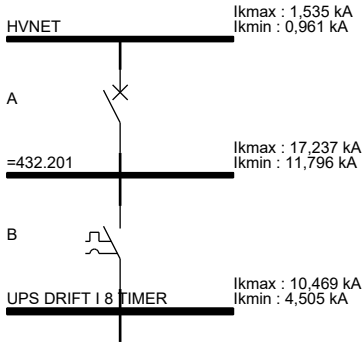 HVNET
Ikmax : 1,535 kA
Ikmin : 0,961 kA
A
=432.201
Ikmax : 17,237 kA
Ikmin : 11,796 kA
B
UPS DRIFT I 8 TIMER
Ikmax : 10,469 kA
Ikmin : 4,505 kA